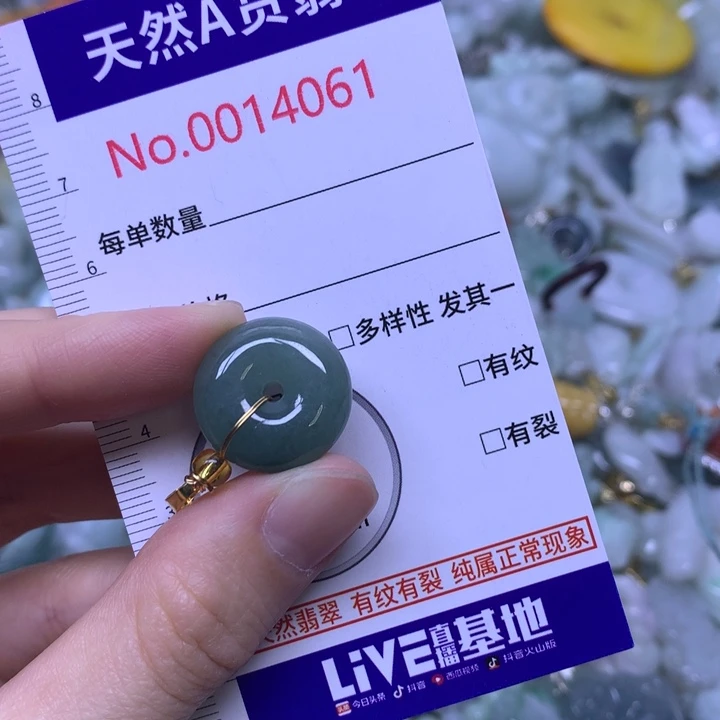 天然A货翡
No.0014061
8
7
每单数量
6
□多样性 发其一
□有纹
□有裂
4
然翡翠 有纹有裂 纯属正常现象
LiVE直播基地
今日头条 抖音 西瓜视频 抖音火山版